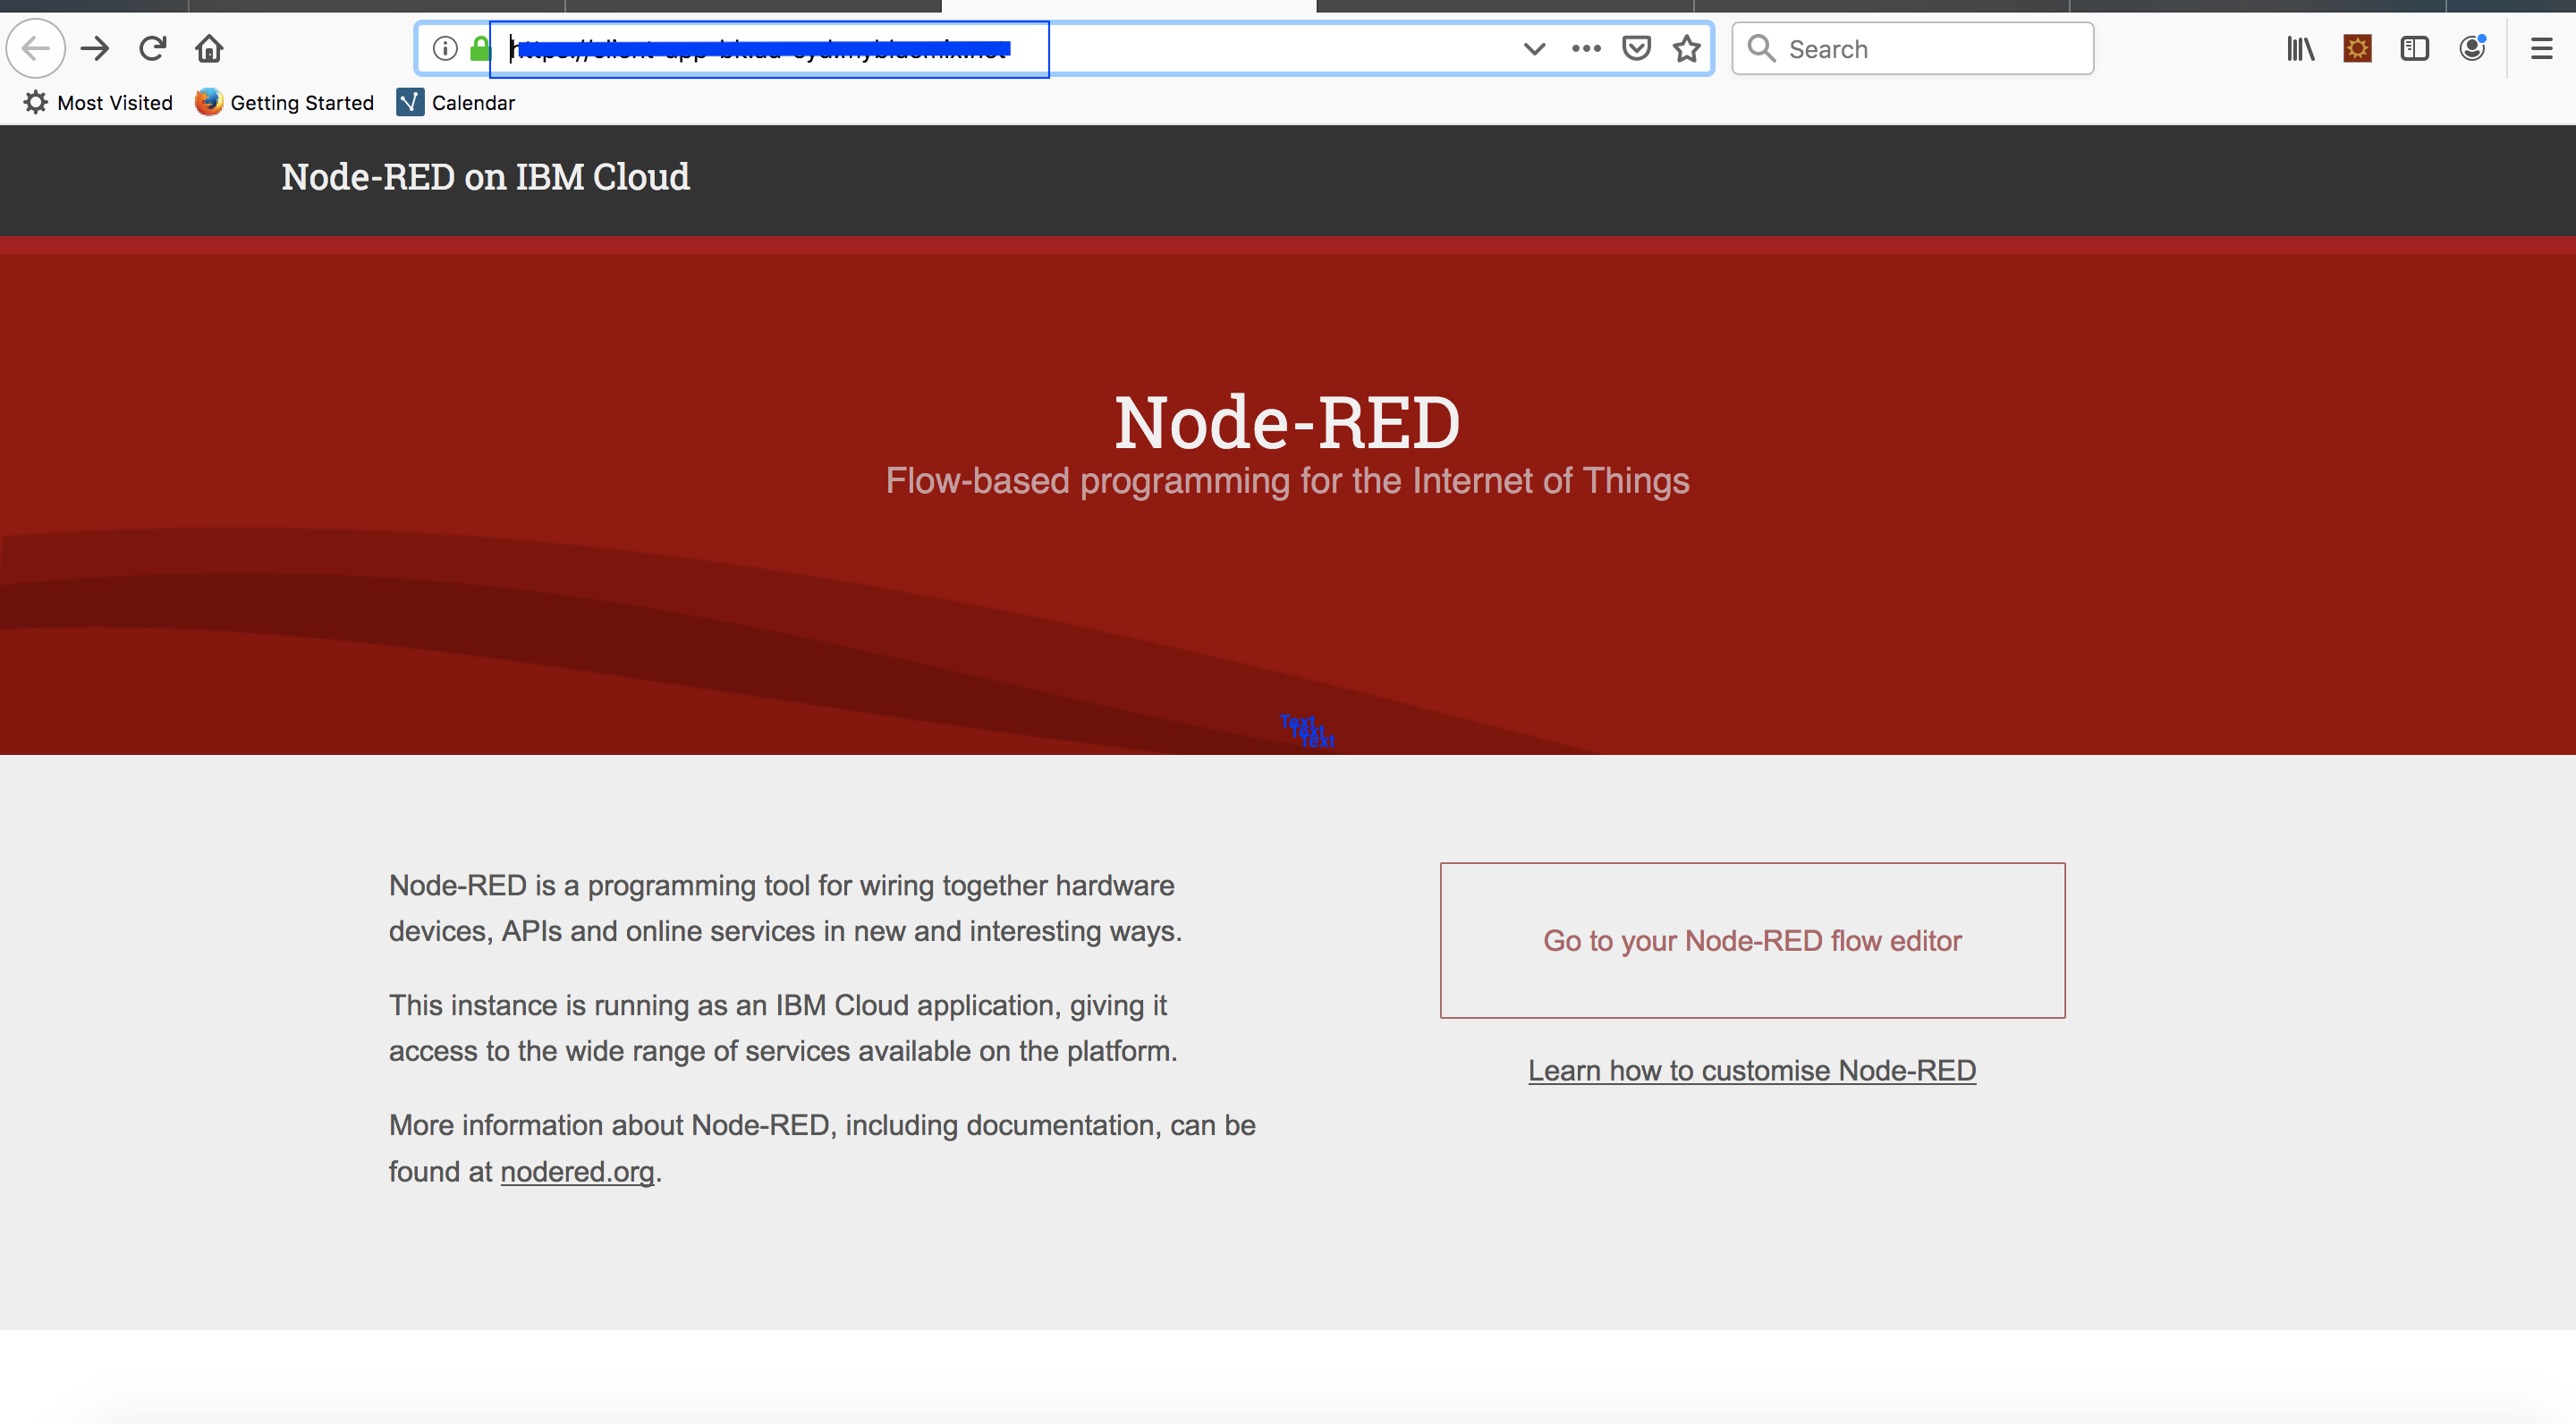 Search
Most Visited
Getting Started
Calendar
Node-RED on IBM Cloud
Node-RED
Flow-based programming for the Internet of Things
Text
Text
Text
Node-RED is a programming tool for wiring together hardware
devices, APIs and online services in new and interesting ways.
This instance is running as an IBM Cloud application, giving it
access to the wide range of services available on the platform.
More information about Node-RED, including documentation, can be
found at nodered.org.
Go to your Node-RED flow editor
Learn how to customise Node-RED